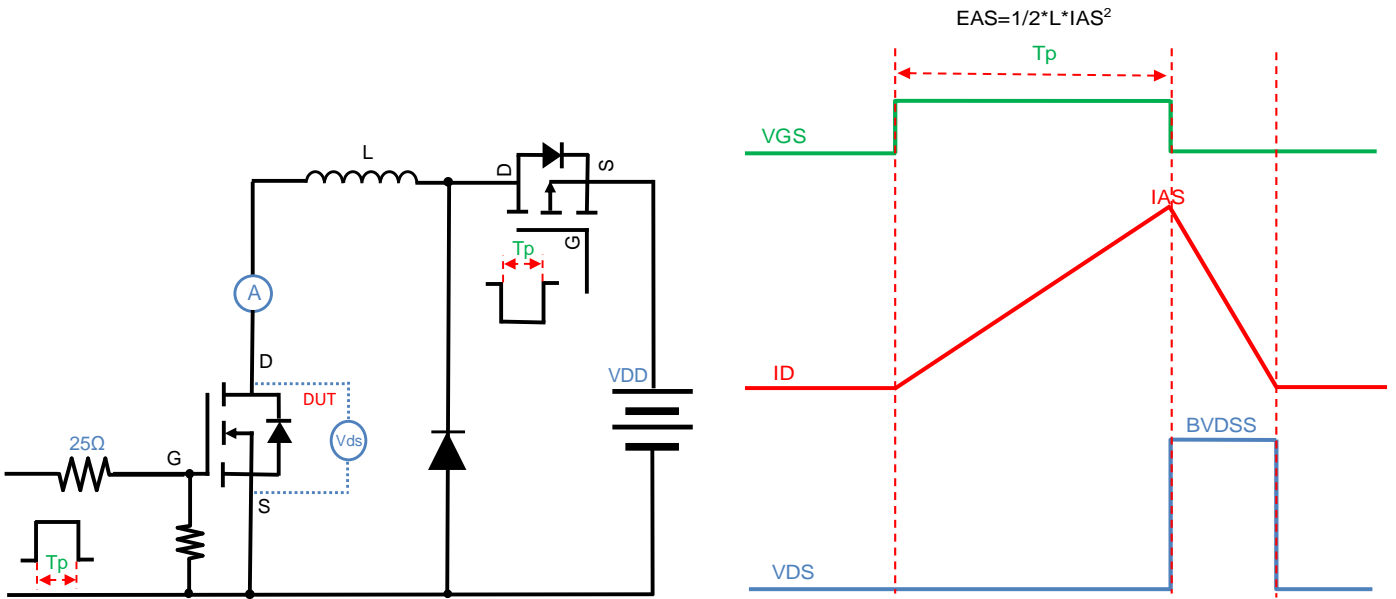 EAS=1/2*L*IAS²
Tp
VGS
L
D
S
G
Tp
IAS
A
D
VDD
ID
DUT
Vds
25Ω
G
BVDSS
S
Tp
VDS